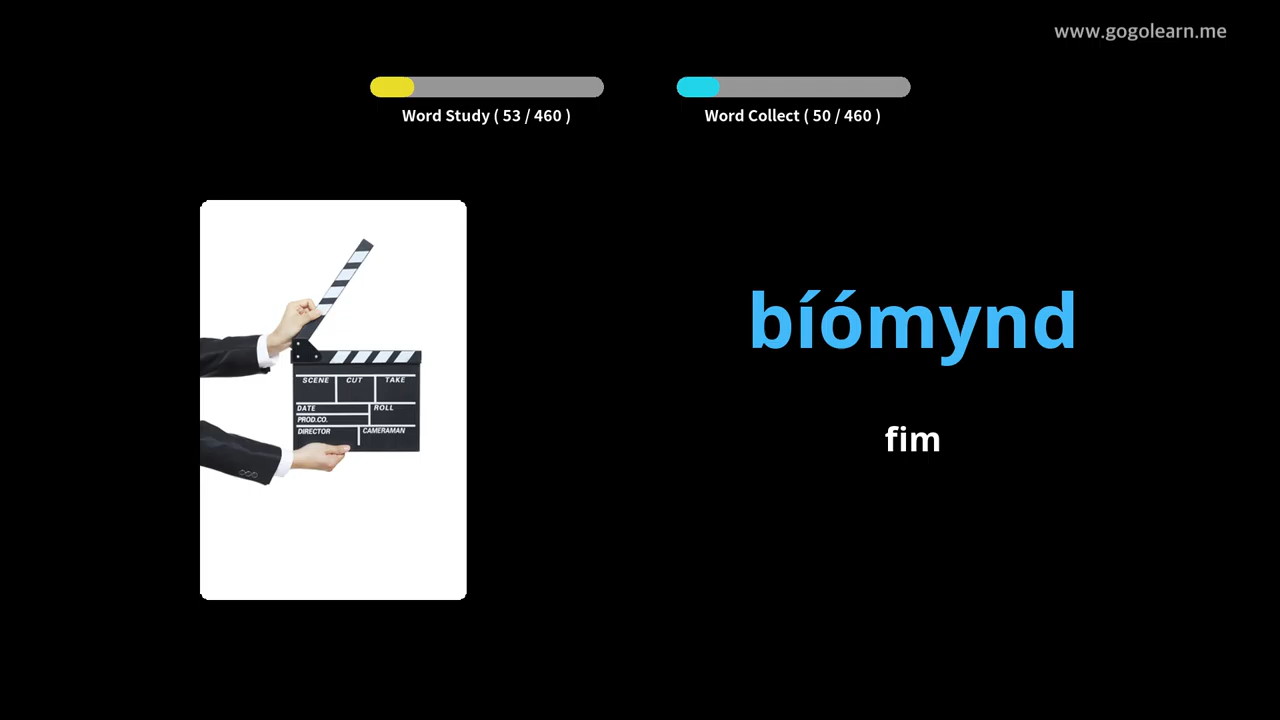 www.gogolearn.me
Word Study ( 53 / 460 )
Word Collect ( 50 / 460 )
SCENE CUT TAKE
DATE ROLL
PROD.CO.
DIRECTOR CAMERAMAN
bíómynd
fim